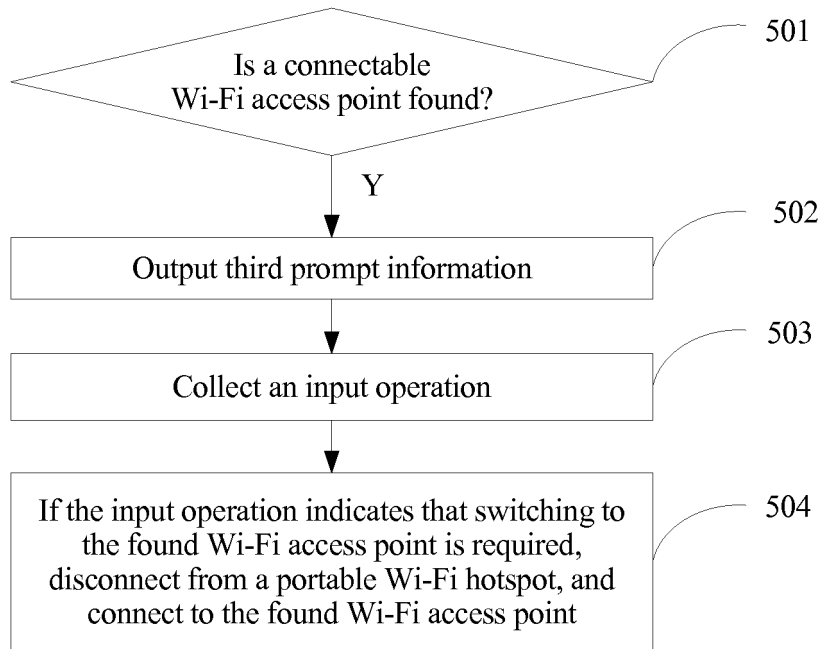 501
Is a connectable
Wi-Fi access point found?
Y
502
Output third prompt information
503
Collect an input operation
504
If the input operation indicates that switching to
the found Wi-Fi access point is required,
disconnect from a portable Wi-Fi hotspot, and
connect to the found Wi-Fi access point